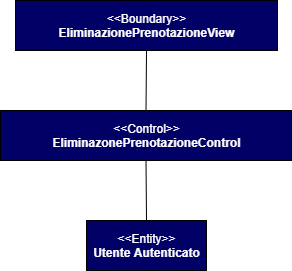 <<Boundary>>
EliminazionePrenotazioneView
<<Control>>
EliminazonePrenotazioneControl
<<Entity>>
Utente Autenticato